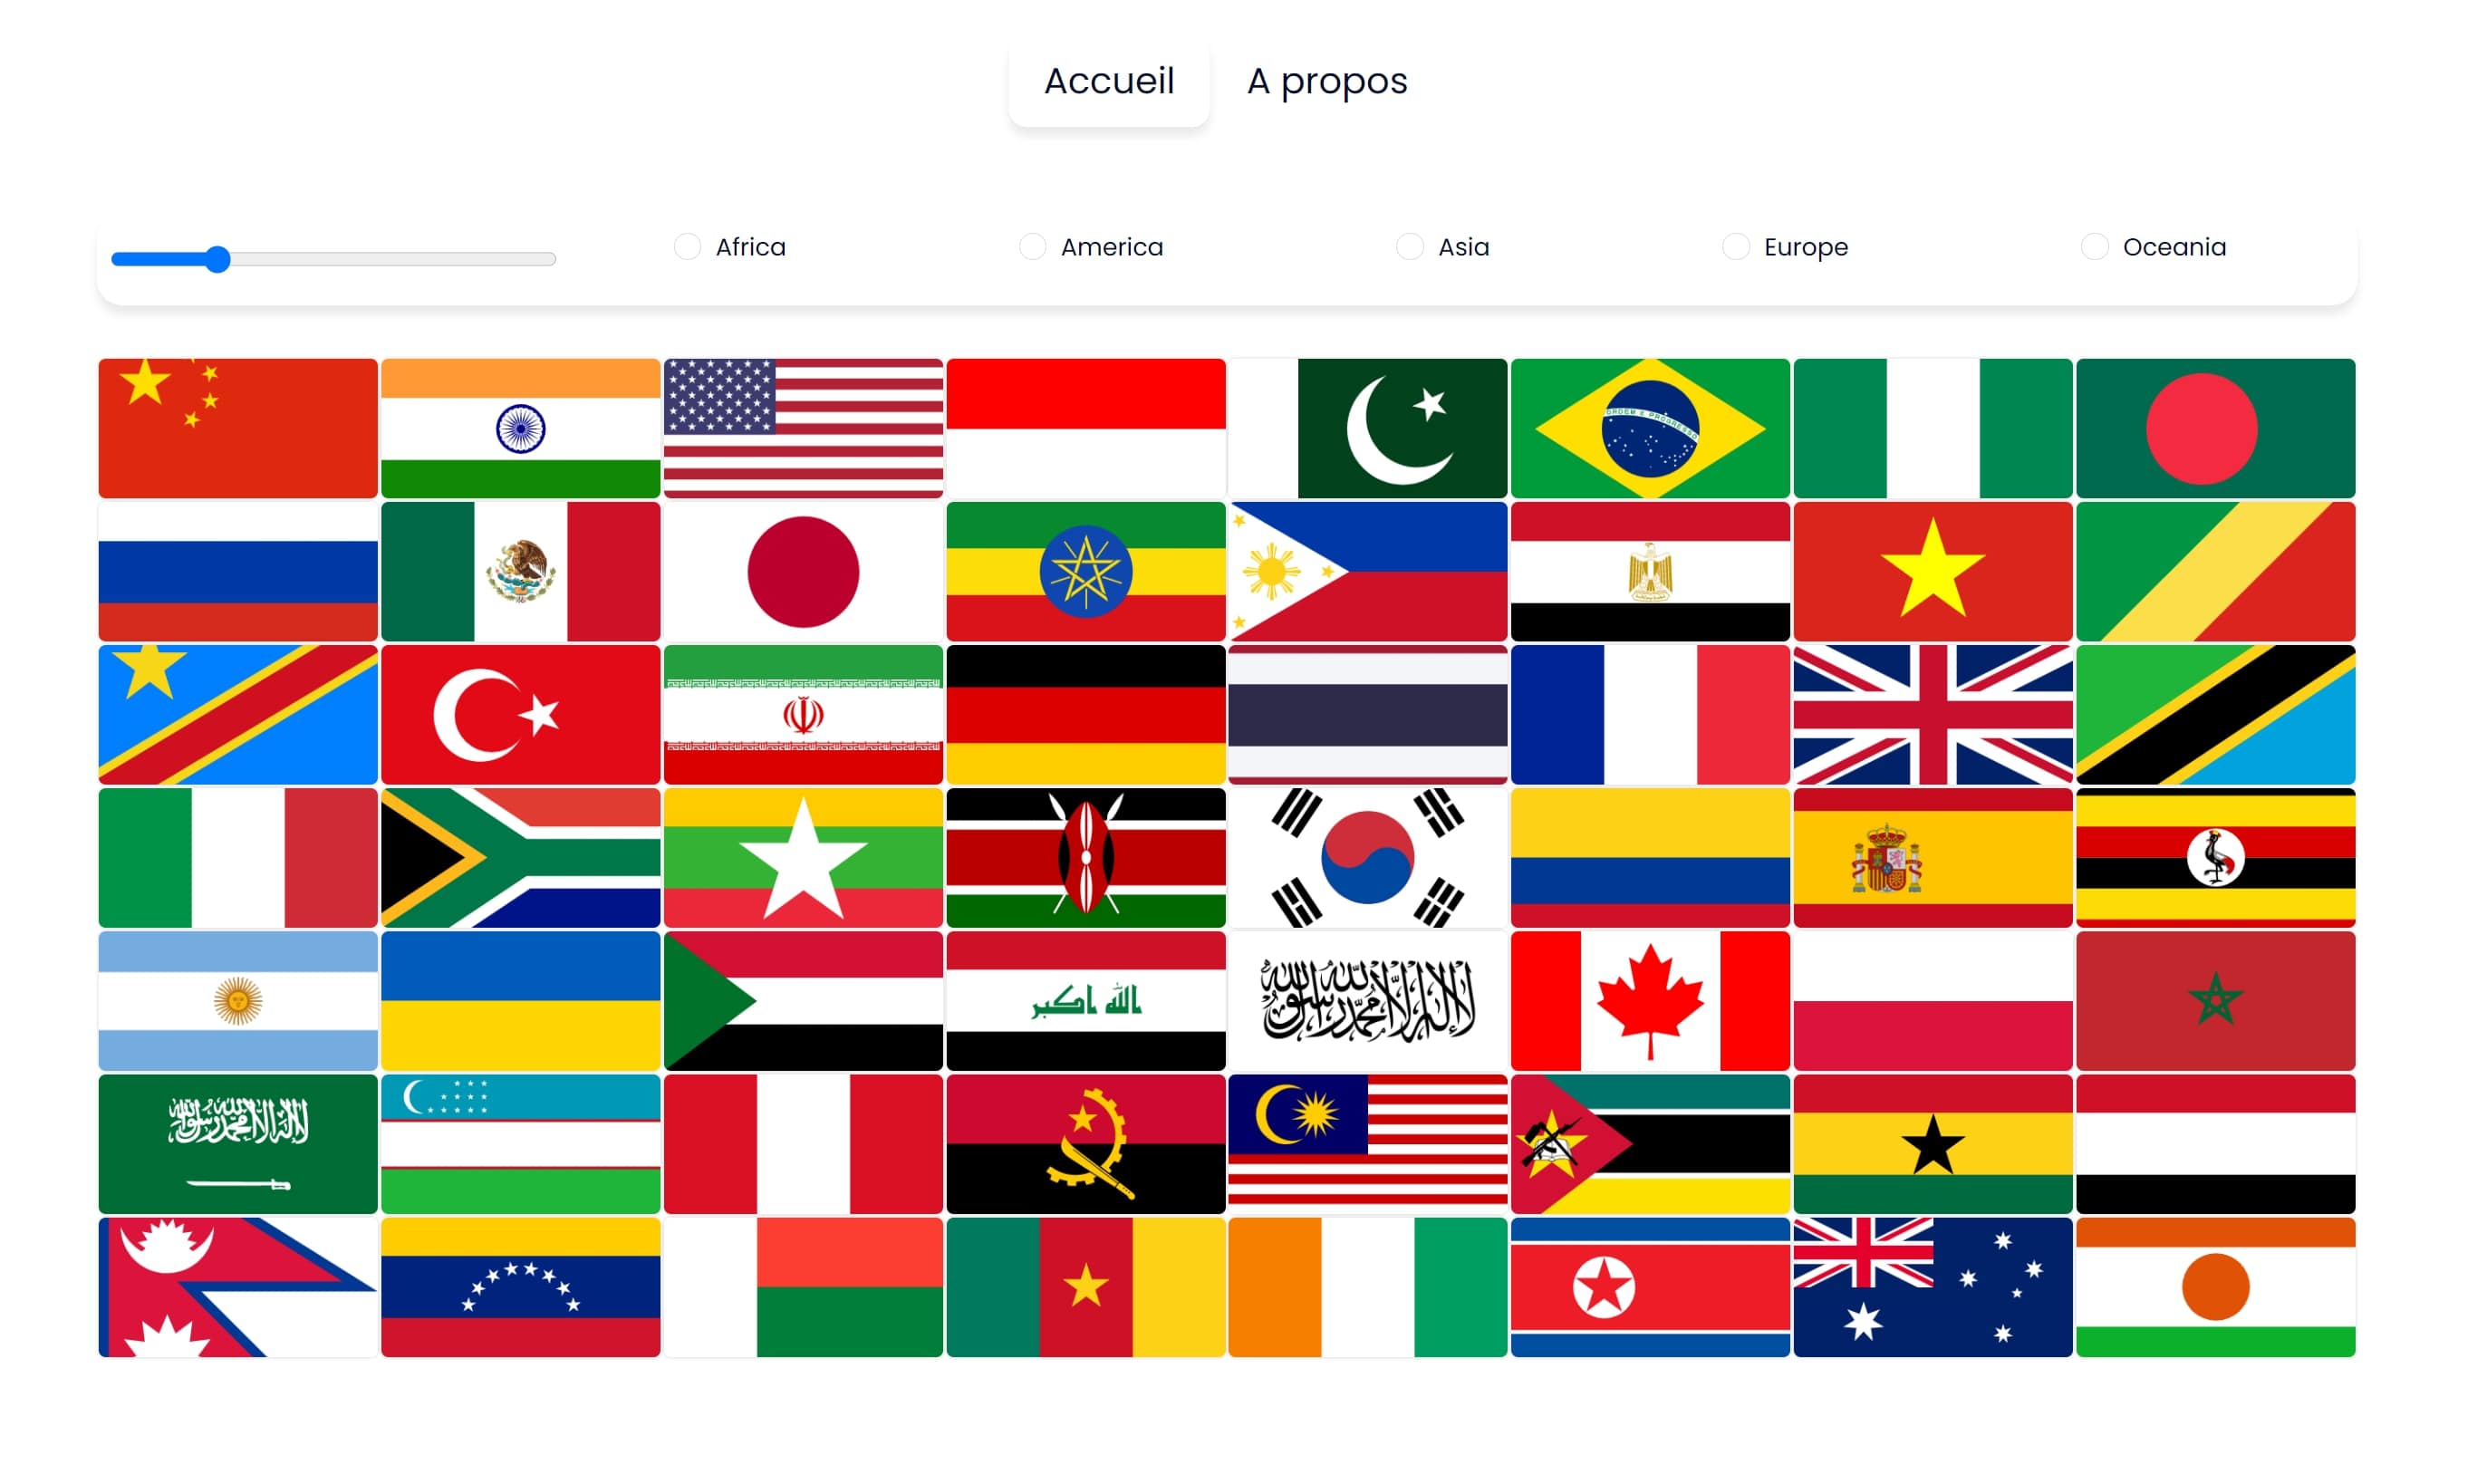 Accueil A propos
Africa America Asia Europe Oceania
ORDEM E PROGRESSO
الله اكبر
لا إله إلا الله محمد رسول الله
لا إله إلا الله محمد رسول الله